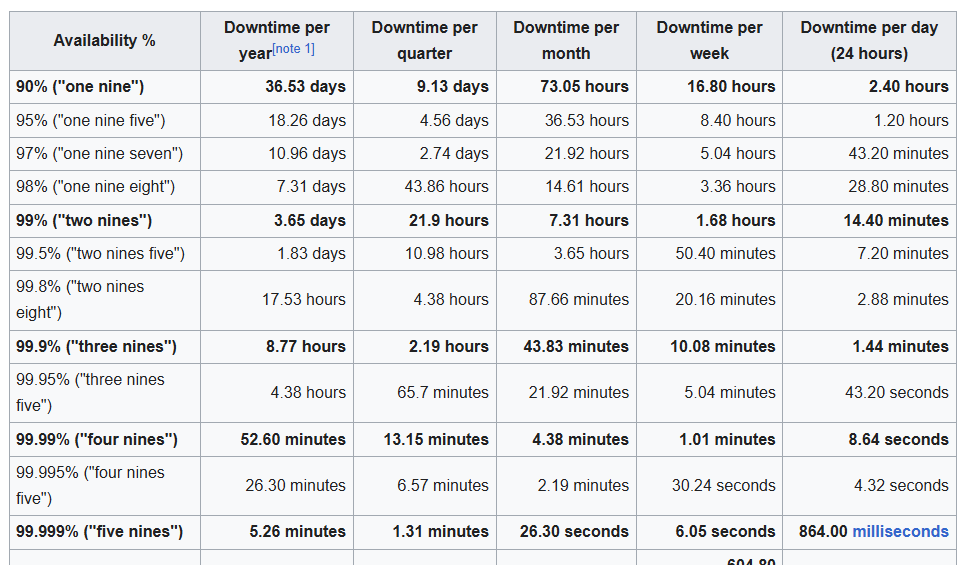 Availability % Downtime per year[note 1] Downtime per quarter Downtime per month Downtime per week Downtime per day (24 hours)
90% ("one nine") 36.53 days 9.13 days 73.05 hours 16.80 hours 2.40 hours
95% ("one nine five") 18.26 days 4.56 days 36.53 hours 8.40 hours 1.20 hours
97% ("one nine seven") 10.96 days 2.74 days 21.92 hours 5.04 hours 43.20 minutes
98% ("one nine eight") 7.31 days 43.86 hours 14.61 hours 3.36 hours 28.80 minutes
99% ("two nines") 3.65 days 21.9 hours 7.31 hours 1.68 hours 14.40 minutes
99.5% ("two nines five") 1.83 days 10.98 hours 3.65 hours 50.40 minutes 7.20 minutes
99.8% ("two nines eight") 17.53 hours 4.38 hours 87.66 minutes 20.16 minutes 2.88 minutes
99.9% ("three nines") 8.77 hours 2.19 hours 43.83 minutes 10.08 minutes 1.44 minutes
99.95% ("three nines five") 4.38 hours 65.7 minutes 21.92 minutes 5.04 minutes 43.20 seconds
99.99% ("four nines") 52.60 minutes 13.15 minutes 4.38 minutes 1.01 minutes 8.64 seconds
99.995% ("four nines five") 26.30 minutes 6.57 minutes 2.19 minutes 30.24 seconds 4.32 seconds
99.999% ("five nines") 5.26 minutes 1.31 minutes 26.30 seconds 6.05 seconds 864.00 milliseconds
604.80